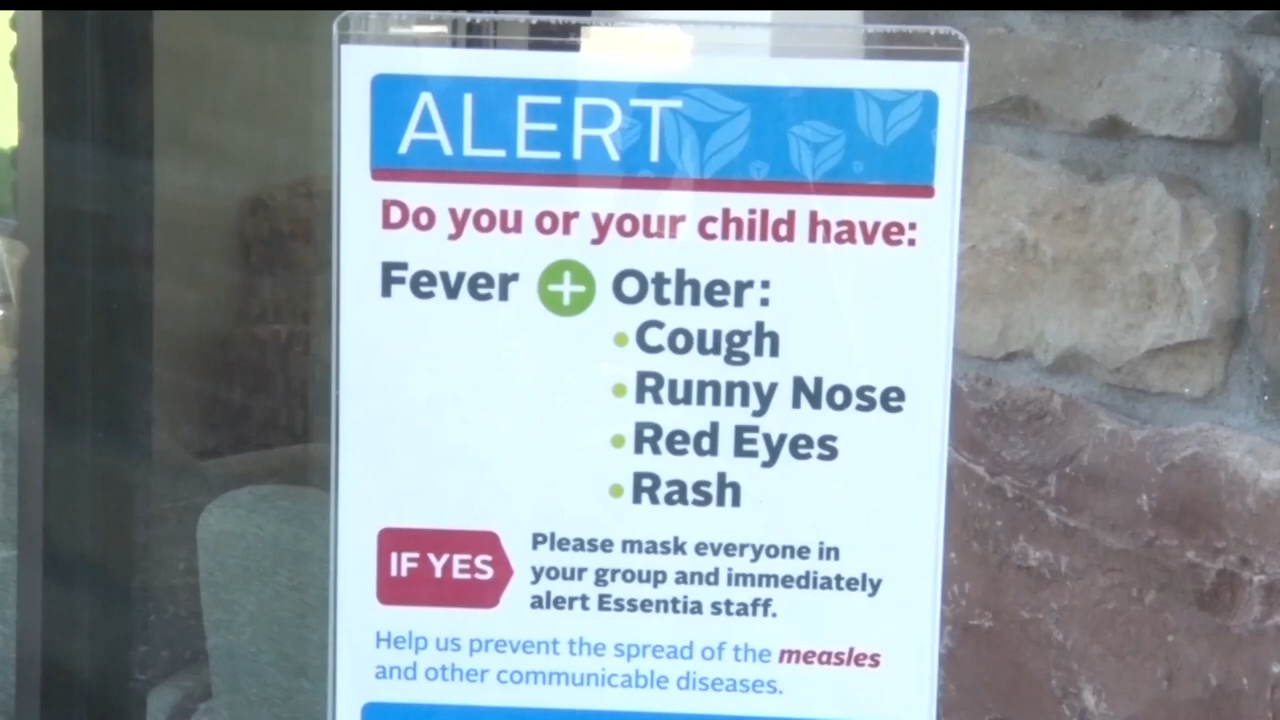 ALERT
Do you or your child have:
Fever + Other:
•Cough
•Runny Nose
•Red Eyes
•Rash
IF YES
Please mask everyone in
your group and immediately
alert Essentia staff.
Help us prevent the spread of the measles
and other communicable diseases.